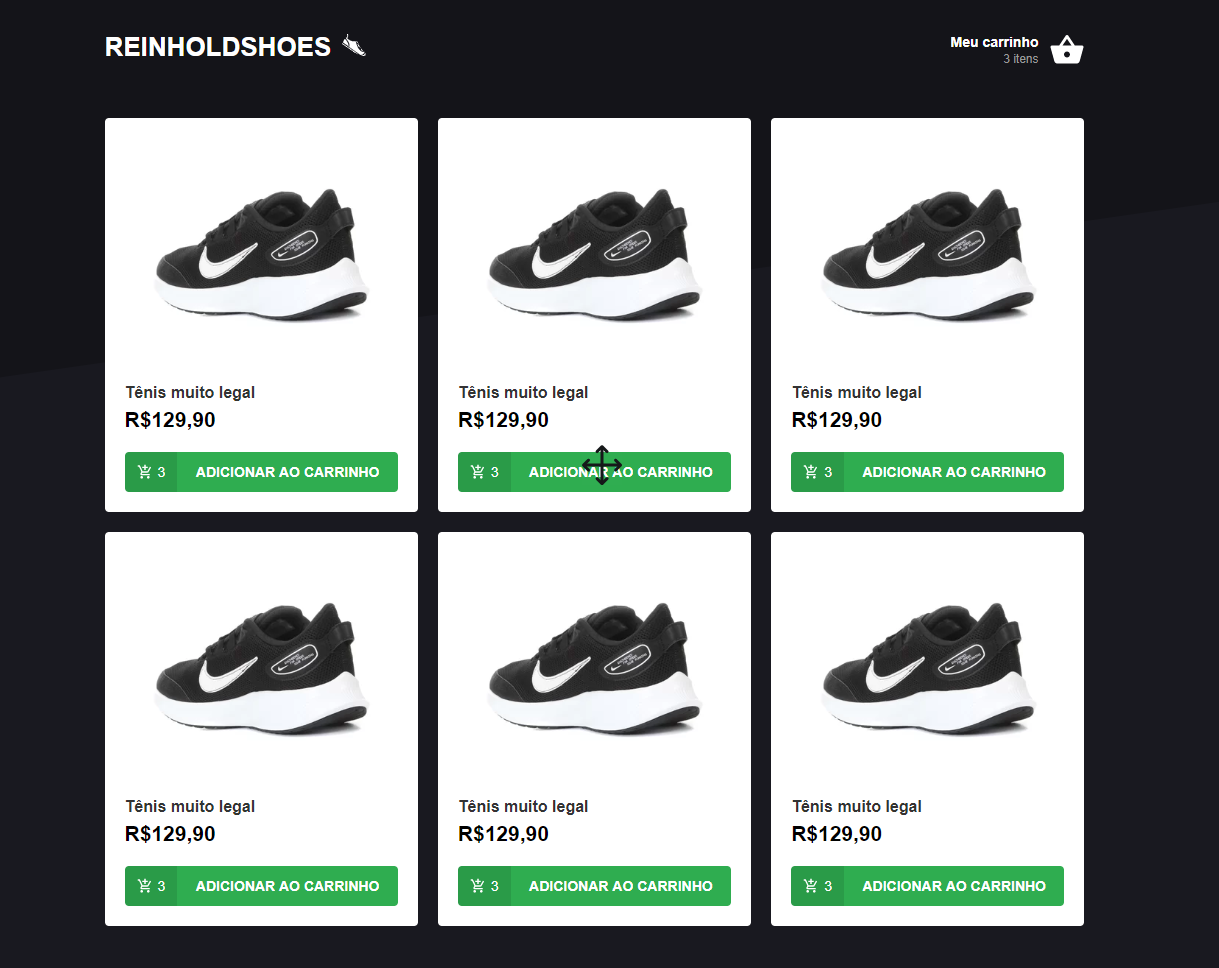 REINHOLDSHOES
Meu carrinho
3 itens
Tênis muito legal
R$129,90
3 ADICIONAR AO CARRINHO
Tênis muito legal
R$129,90
3 ADICIONAR AO CARRINHO
Tênis muito legal
R$129,90
3 ADICIONAR AO CARRINHO
Tênis muito legal
R$129,90
3 ADICIONAR AO CARRINHO
Tênis muito legal
R$129,90
3 ADICIONAR AO CARRINHO
Tênis muito legal
R$129,90
3 ADICIONAR AO CARRINHO